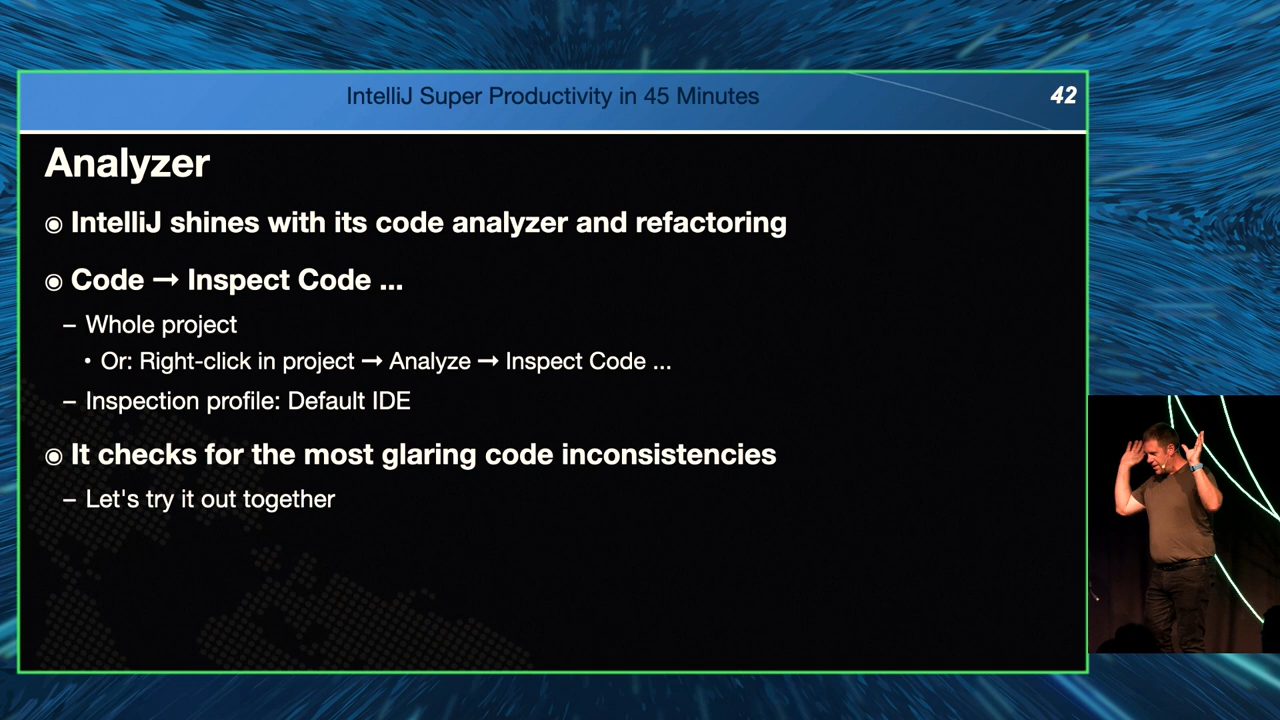 IntelliJ Super Productivity in 45 Minutes
42
Analyzer
◉ IntelliJ shines with its code analyzer and refactoring
◉ Code → Inspect Code ...
– Whole project
• Or: Right-click in project → Analyze → Inspect Code ...
– Inspection profile: Default IDE
◉ It checks for the most glaring code inconsistencies
– Let's try it out together